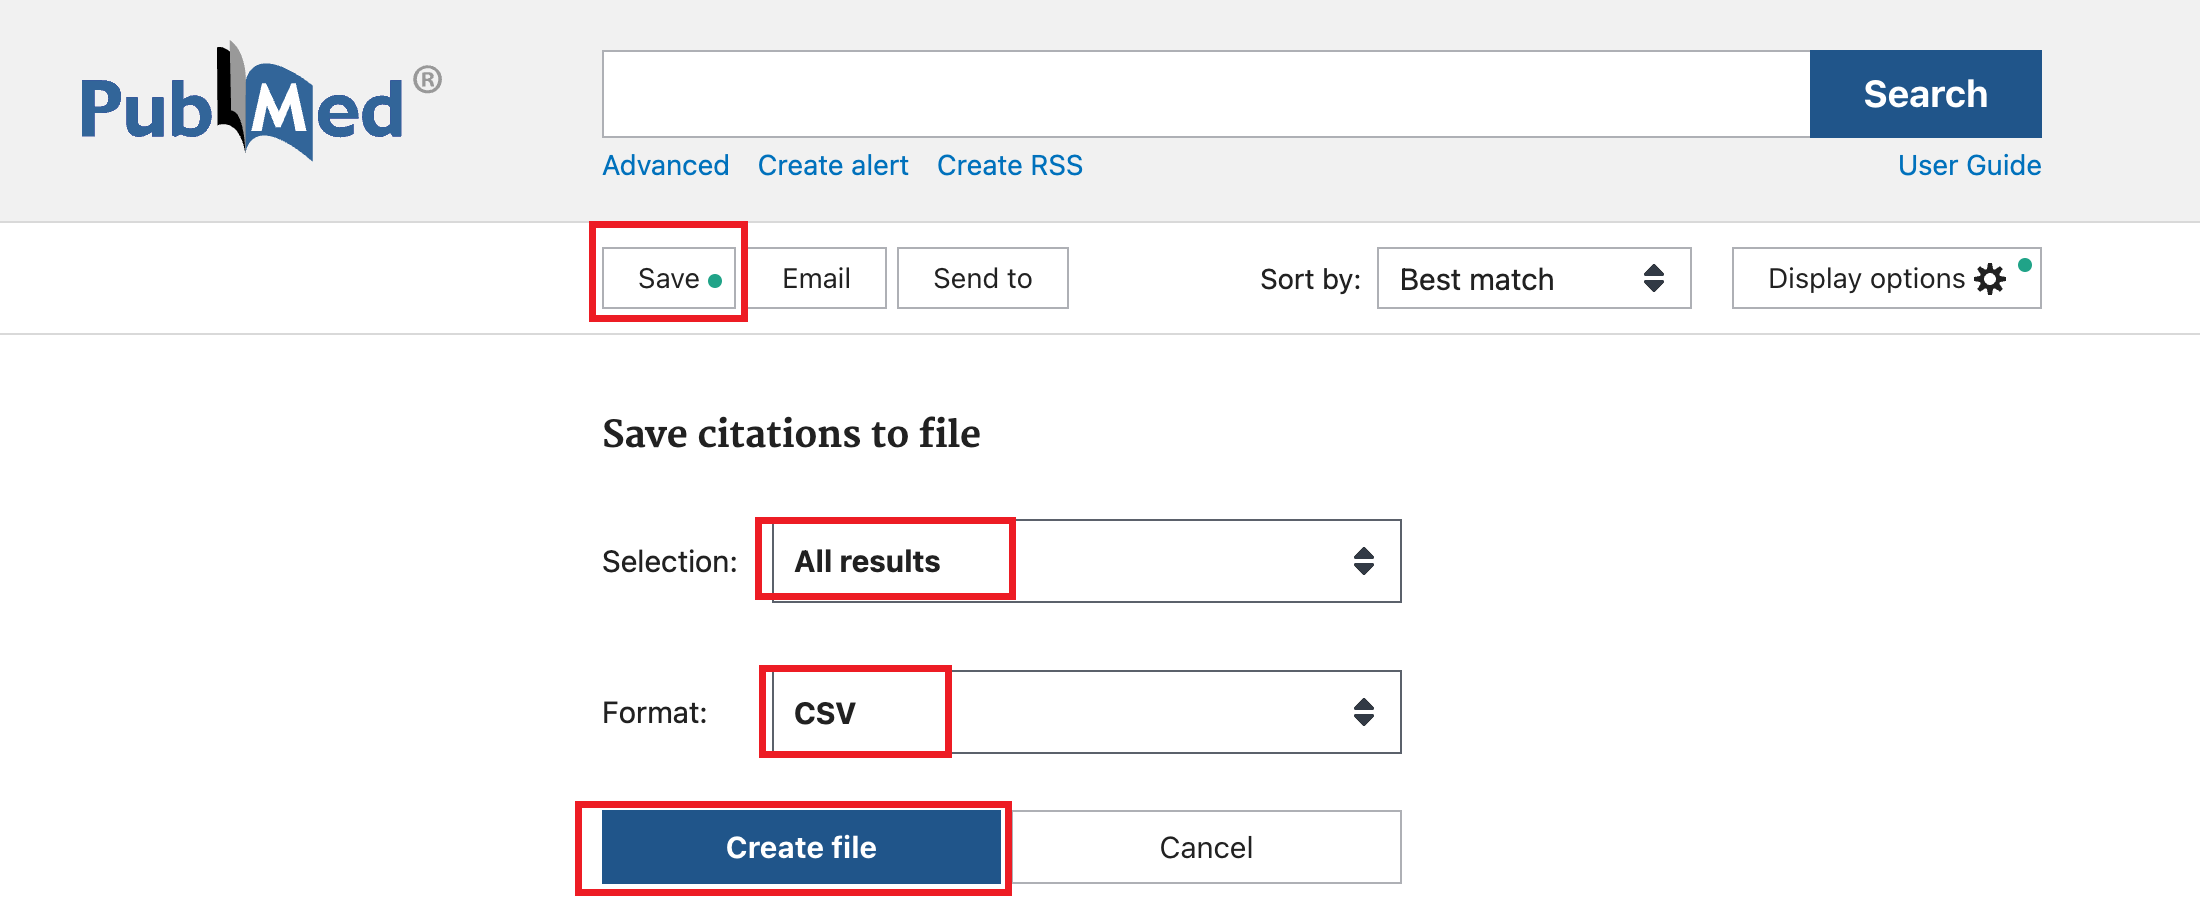 PubMed®
Search
Advanced Create alert Create RSS User Guide
Save Email Send to Sort by: Best match Display options
Save citations to file
Selection: All results
Format: CSV
Create file Cancel